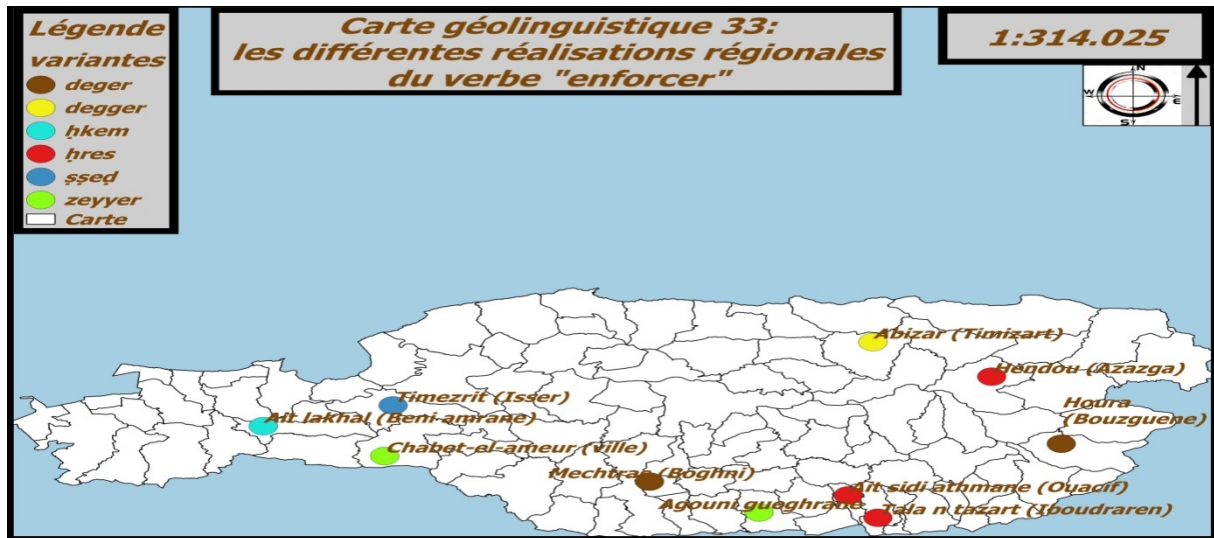 Légende
variantes
deger
degger
ḥkem
ḥres
ṣṣeḍ
zeyyer
Carte
Carte géolinguistique 33:
les différentes réalisations régionales
du verbe "enforcer"
1:314.025
N
W
E
S
Abizar (Timizart)
Hendou (Azazga)
Houra
(Bouzguene)
Timezrit (Isser)
Ait lakhal (Beni amrane)
Chabet-el-ameur (ville)
Mechtras (Boghni)
Ait sidi athmane (Ouacif)
Agouni gueghrane
Tala n tazart (Iboudraren)